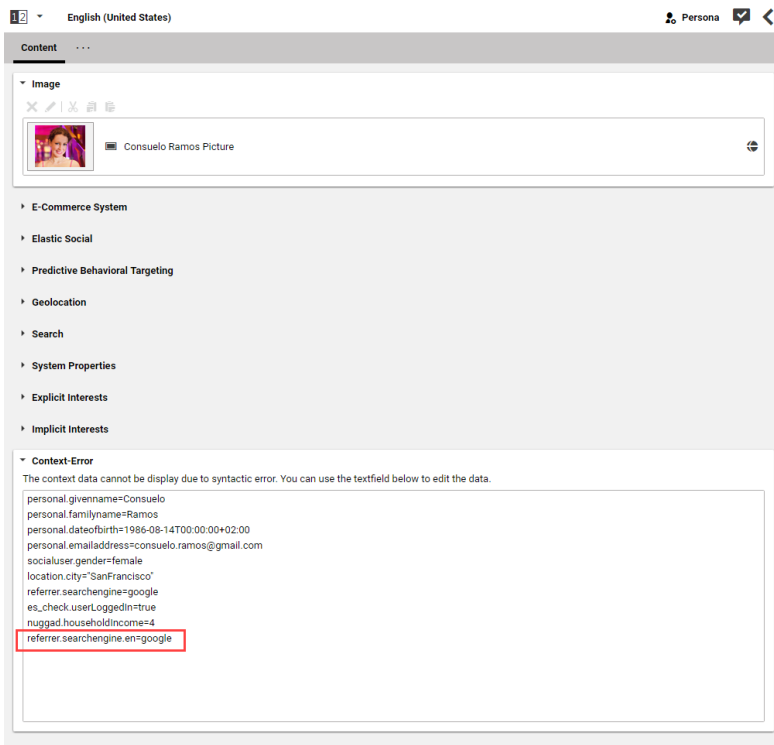 12 English (United States) Persona
Content ...
Image
Consuelo Ramos Picture
E-Commerce System
Elastic Social
Predictive Behavioral Targeting
Geolocation
Search
System Properties
Explicit Interests
Implicit Interests
Context-Error
The context data cannot be display due to syntactic error. You can use the textfield below to edit the data.
personal.givenname=Consuelo
personal.familyname=Ramos
personal.dateofbirth=1986-08-14T00:00:00+02:00
personal.emailaddress=consuelo.ramos@gmail.com
socialuser.gender=female
location.city="SanFrancisco"
referrer.searchengine=google
es_check.userLoggedIn=true
nuggad.householdIncome=4
referrer.searchengine.en=google